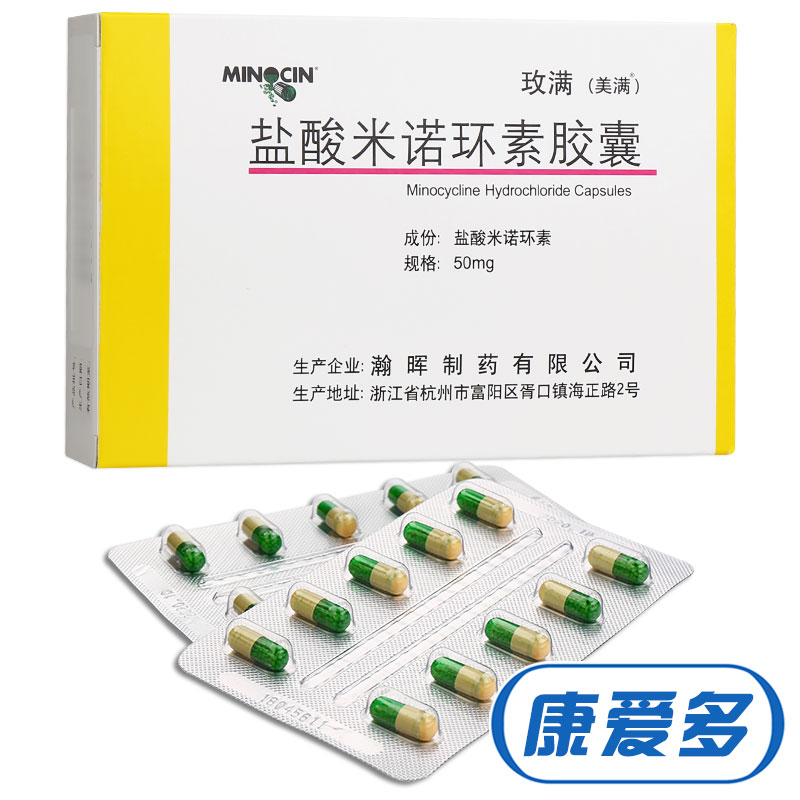 MINOCIN®
玫满（美满®）
盐酸米诺环素胶囊
Minocycline Hydrochloride Capsules
成份: 盐酸米诺环素
规格: 50mg
生产企业: 瀚晖制药有限公司
生产地址: 浙江省杭州市富阳区胥口镇海正路2号
16045611
康爱多